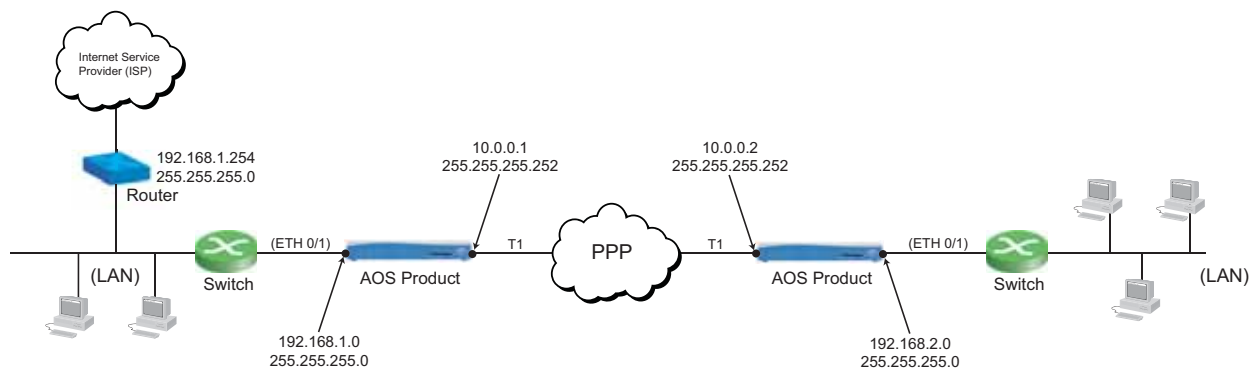 Internet Service
Provider (ISP)
192.168.1.254
255.255.255.0
Router
10.0.0.1
255.255.255.252
10.0.0.2
255.255.255.252
(LAN)
Switch
(ETH 0/1)
AOS Product
T1
PPP
T1
AOS Product
(ETH 0/1)
Switch
(LAN)
192.168.1.0
255.255.255.0
192.168.2.0
255.255.255.0